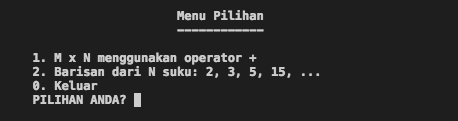 Menu Pilihan
------------
1. M x N menggunakan operator +
2. Barisan dari N suku: 2, 3, 5, 15, ...
0. Keluar
PILIHAN ANDA?